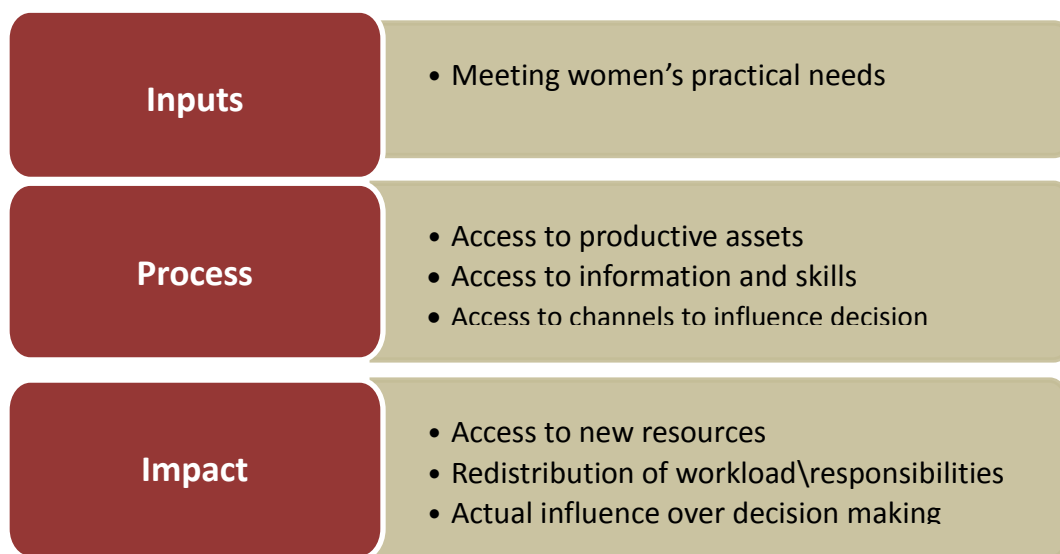 Inputs
• Meeting women’s practical needs
Process
• Access to productive assets
• Access to information and skills
• Access to channels to influence decision
Impact
• Access to new resources
• Redistribution of workload\responsibilities
• Actual influence over decision making